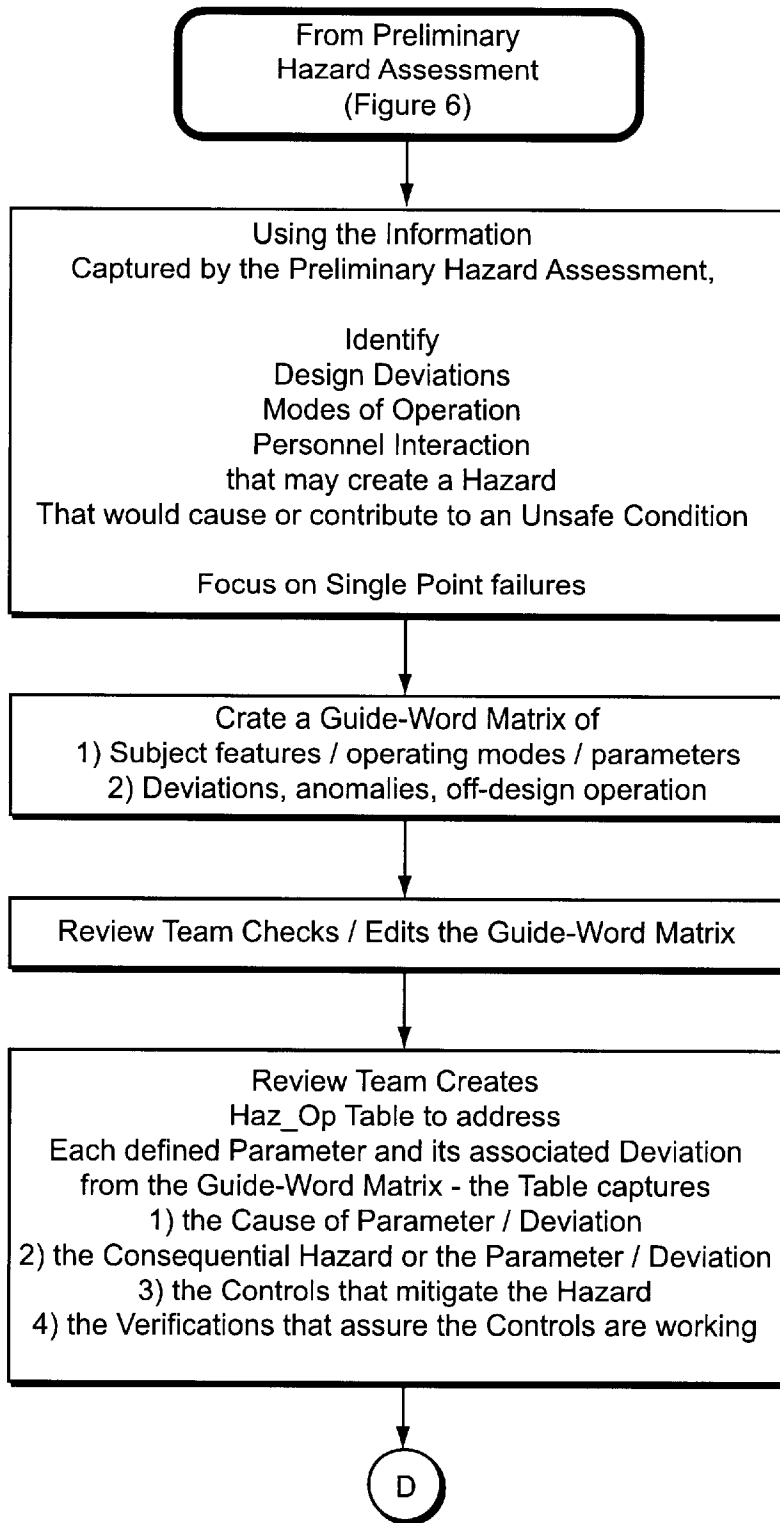 From Preliminary
Hazard Assessment
(Figure 6)
Using the Information
Captured by the Preliminary Hazard Assessment,
Identify
Design Deviations
Modes of Operation
Personnel Interaction
that may create a Hazard
That would cause or contribute to an Unsafe Condition
Focus on Single Point failures
Crate a Guide-Word Matrix of
1) Subject features / operating modes / parameters
2) Deviations, anomalies, off-design operation
Review Team Checks / Edits the Guide-Word Matrix
Review Team Creates
Haz_Op Table to address
Each defined Parameter and its associated Deviation
from the Guide-Word Matrix - the Table captures
1) the Cause of Parameter / Deviation
2) the Consequential Hazard or the Parameter / Deviation
3) the Controls that mitigate the Hazard
4) the Verifications that assure the Controls are working
D